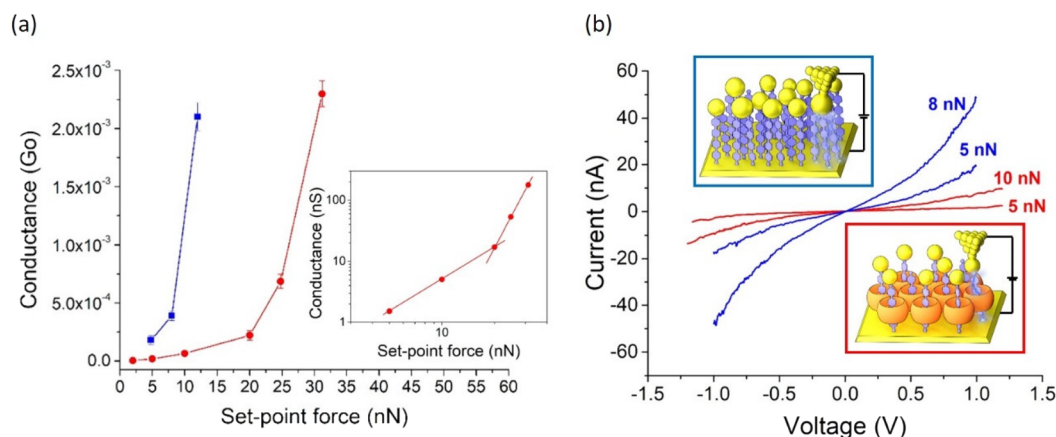 (a)
Conductance (Go)
2.5x10⁻³
2.0x10⁻³
1.5x10⁻³
1.0x10⁻³
5.0x10⁻⁴
0.0
0 5 10 15 20 25 30 35 40 45 50 55 60
Set-point force (nN)
Conductance (nS)
100
10
1
10
Set-point force (nN)
(b)
Current (nA)
60
40
20
0
-20
-40
-60
-1.5 -1.0 -0.5 0.0 0.5 1.0 1.5
Voltage (V)
8 nN
5 nN
10 nN
5 nN